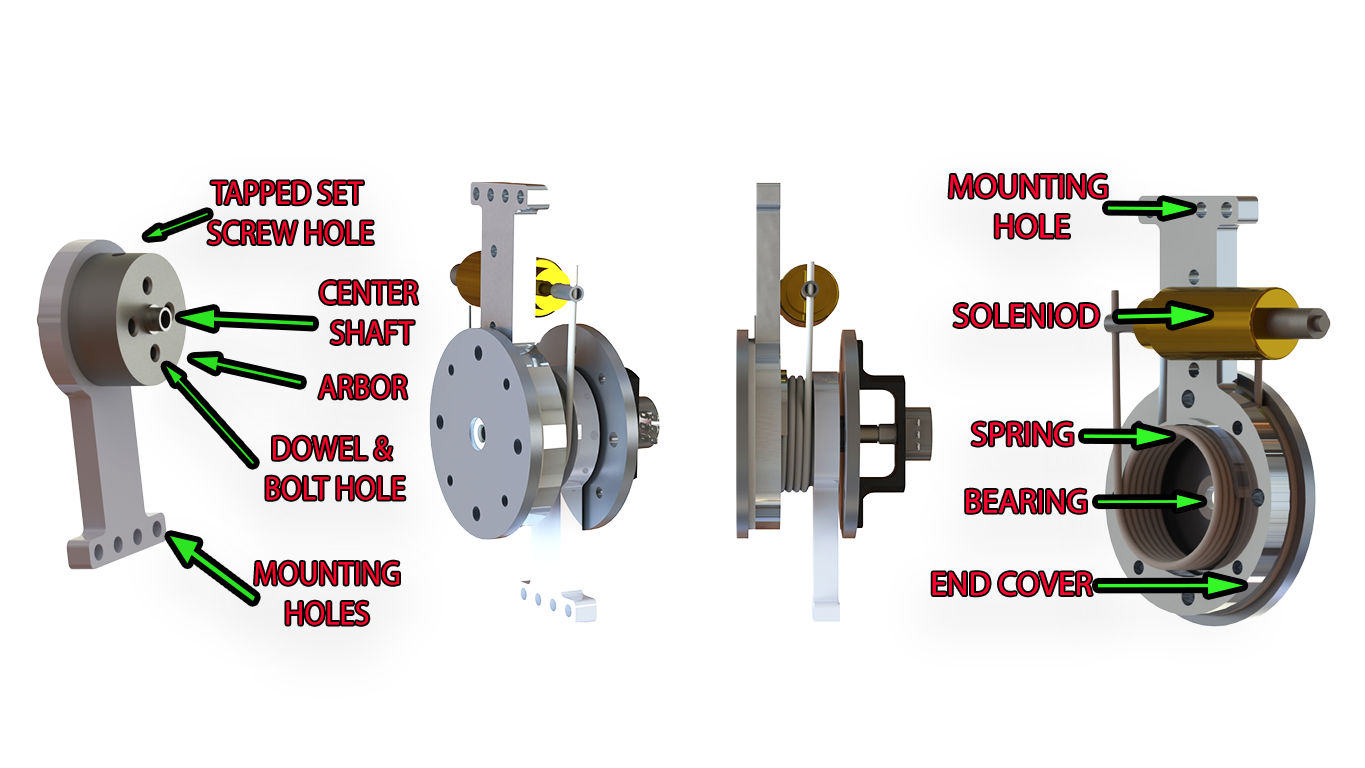 TAPPED SET
SCREW HOLE
CENTER
SHAFT
ARBOR
DOWEL &
BOLT HOLE
MOUNTING
HOLES
MOUNTING
HOLE
SOLENIOD
SPRING
BEARING
END COVER